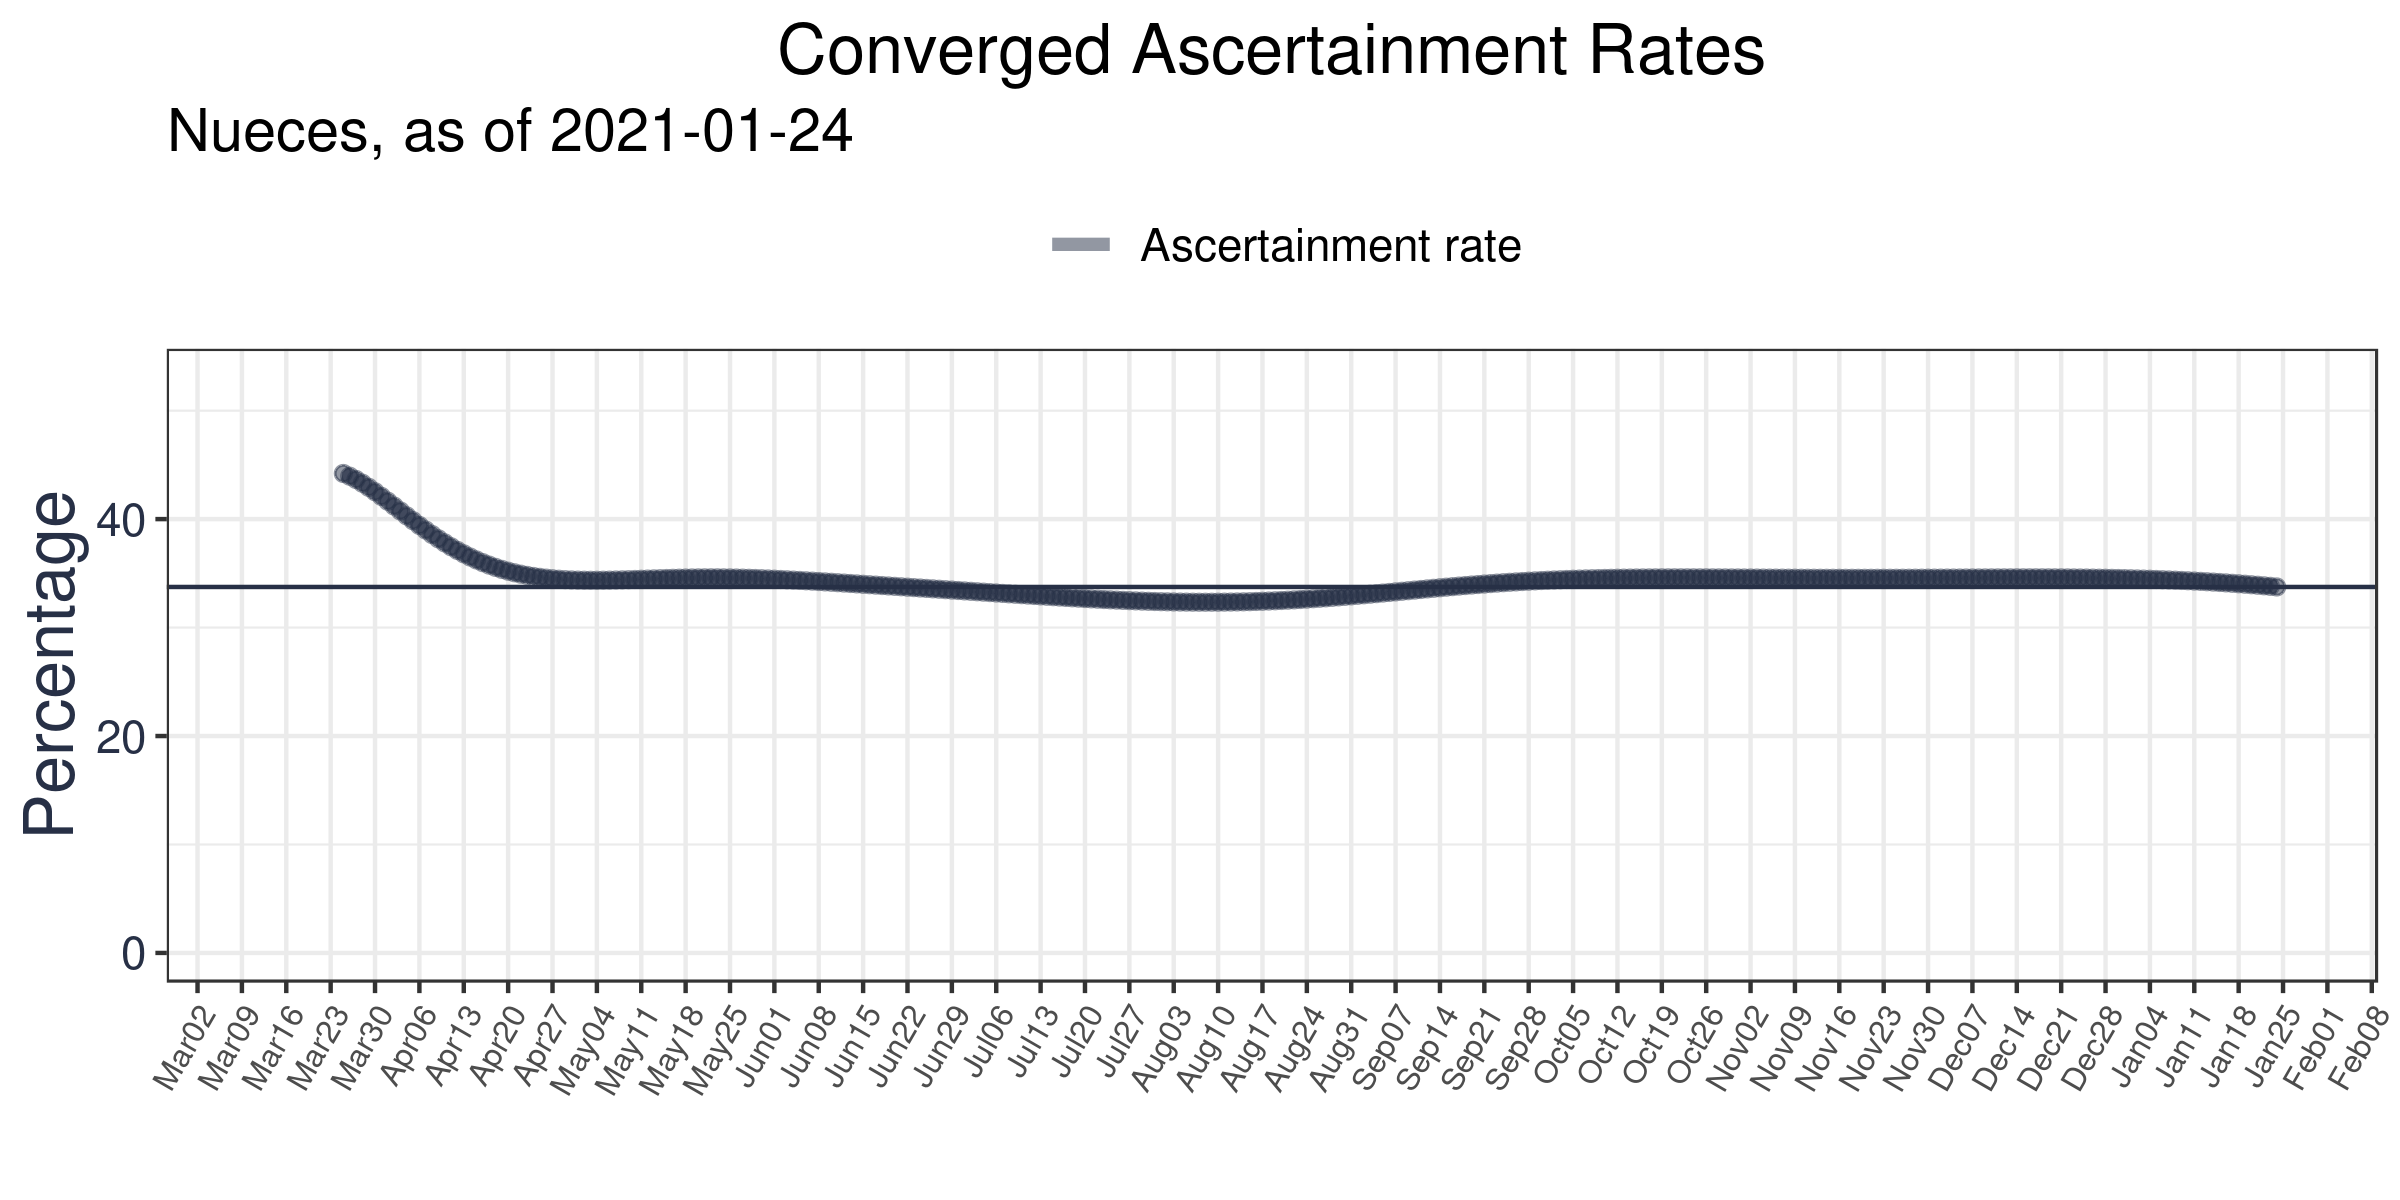 Converged Ascertainment Rates
Nueces, as of 2021-01-24
Ascertainment rate
Percentage
40
20
0
Mar02 Mar09 Mar16 Mar23 Mar30 Apr06 Apr13 Apr20 Apr27 May04 May11 May18 May25 Jun01 Jun08 Jun15 Jun22 Jun29 Jul06 Jul13 Jul20 Jul27 Aug03 Aug10 Aug17 Aug24 Aug31 Sep07 Sep14 Sep21 Sep28 Oct05 Oct12 Oct19 Oct26 Nov02 Nov09 Nov16 Nov23 Nov30 Dec07 Dec14 Dec21 Dec28 Jan04 Jan11 Jan18 Jan25 Feb01 Feb08